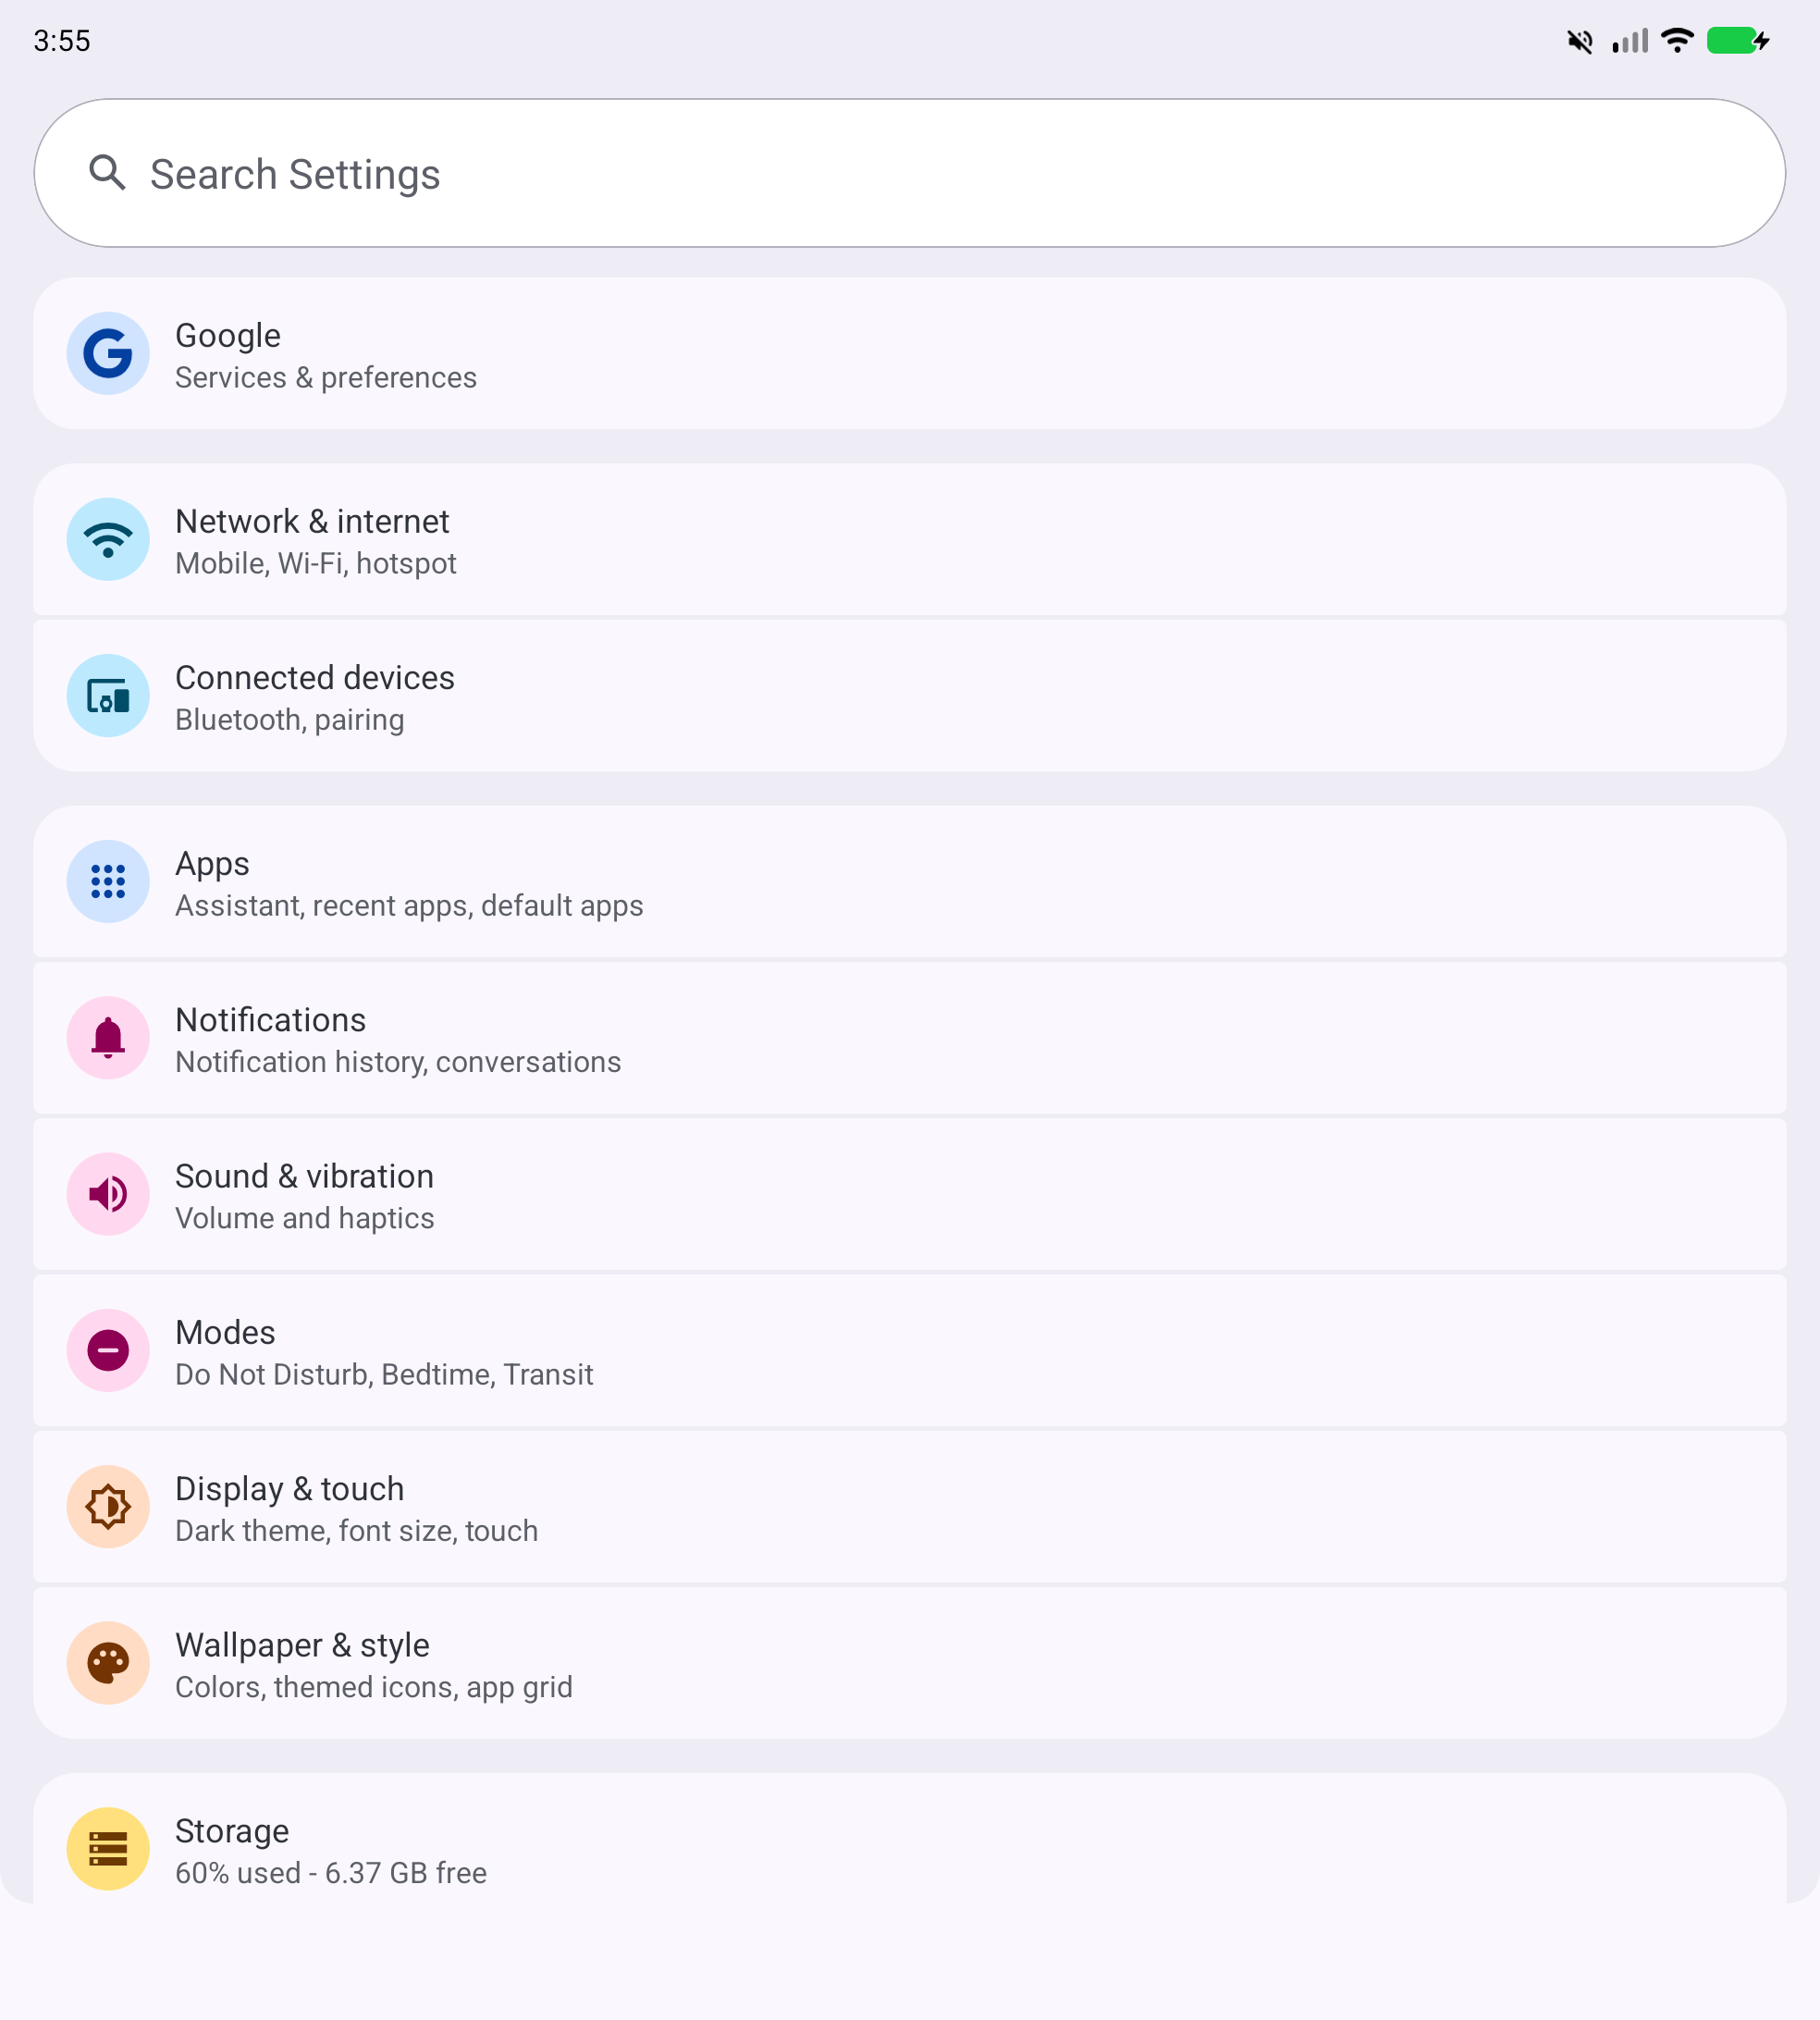 3:55
Search Settings
Google
Services & preferences
Network & internet
Mobile, Wi-Fi, hotspot
Connected devices
Bluetooth, pairing
Apps
Assistant, recent apps, default apps
Notifications
Notification history, conversations
Sound & vibration
Volume and haptics
Modes
Do Not Disturb, Bedtime, Transit
Display & touch
Dark theme, font size, touch
Wallpaper & style
Colors, themed icons, app grid
Storage
60% used - 6.37 GB free